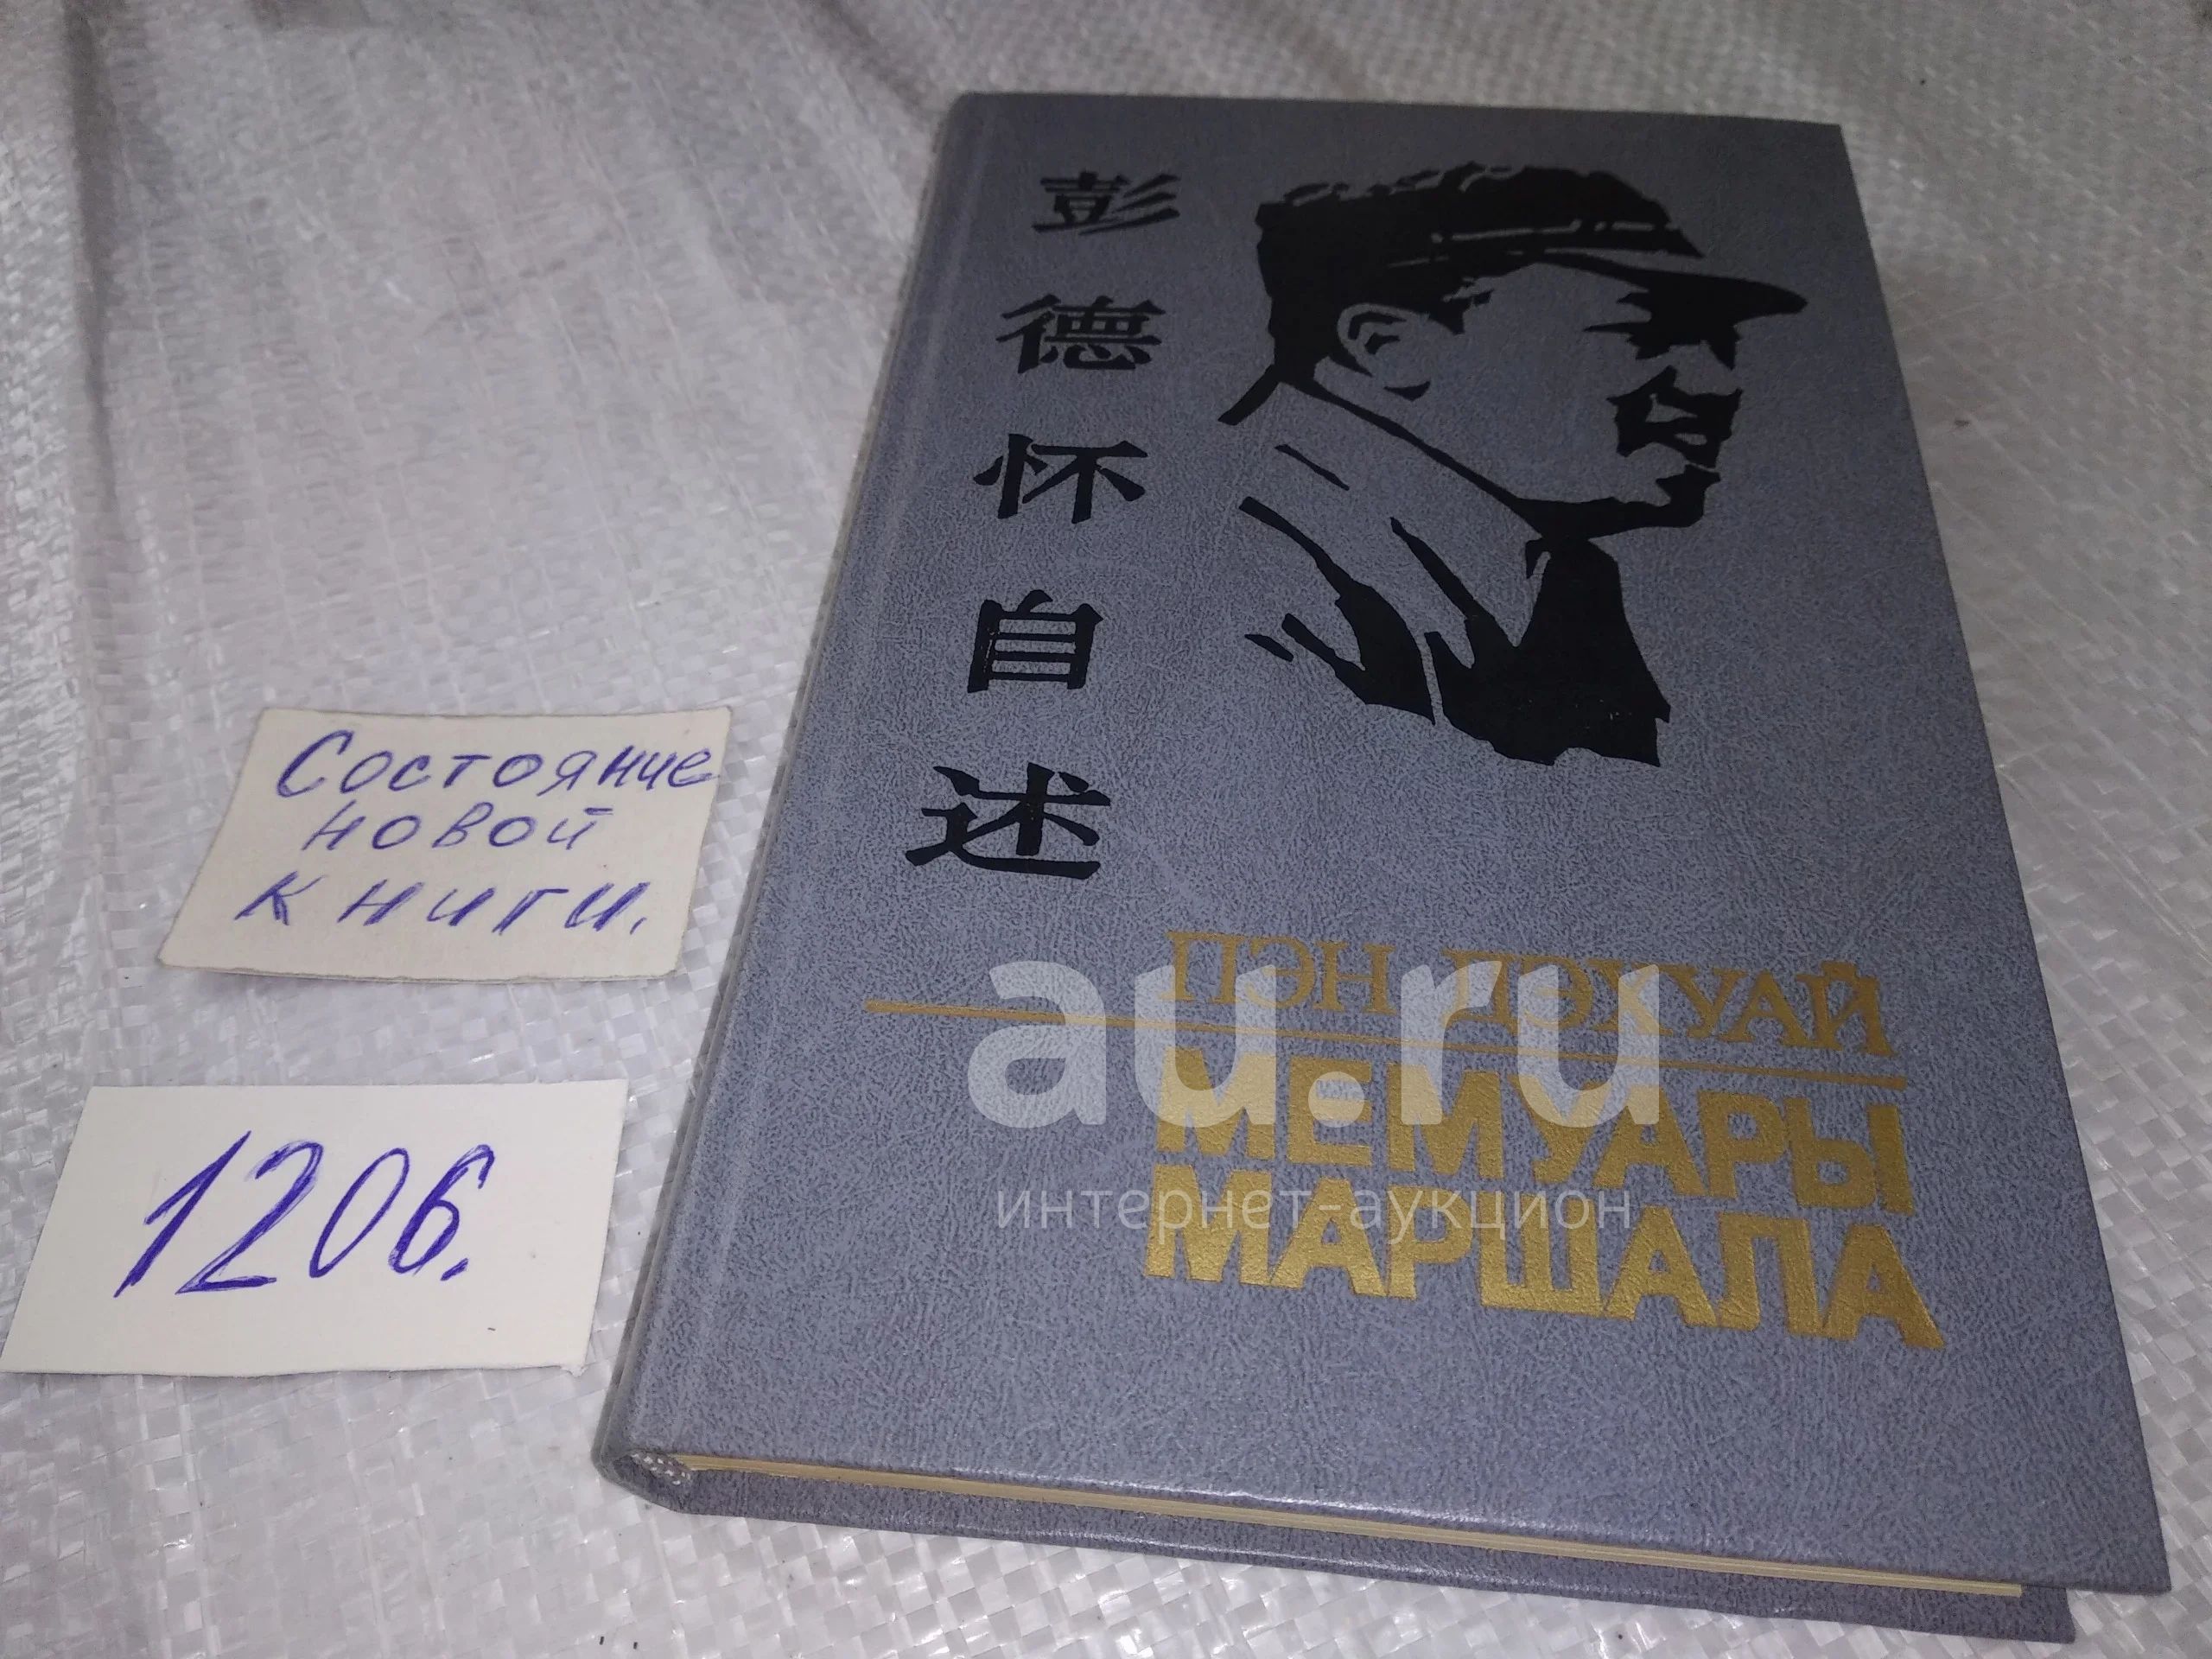 彭德怀自述
ПЭН ДЭХУАЙ
МЕМУАРЫ
МАРШАЛА
Состояние
новой
книги.
1206.
au.ru
интернет-аукцион